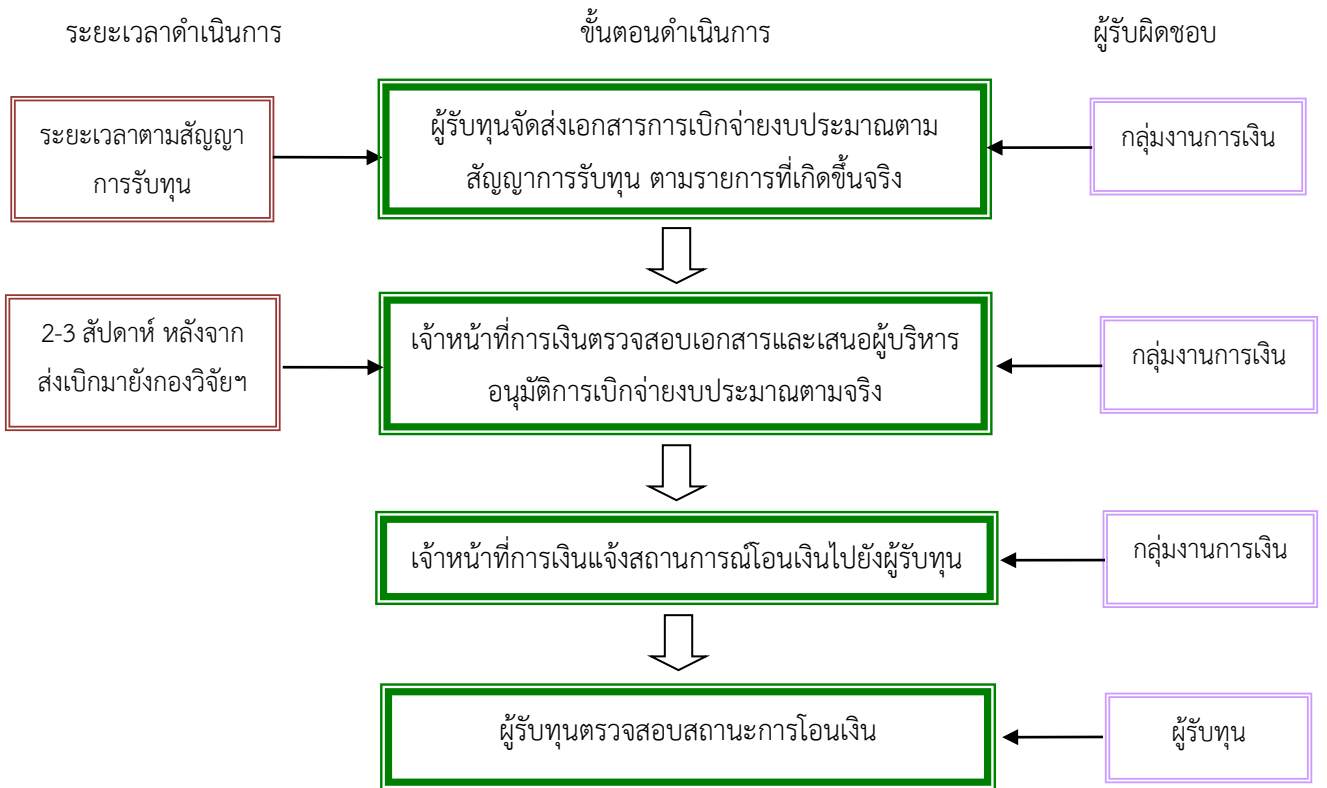 ระยะเวลาดำเนินการ
ขั้นตอนดำเนินการ
ผู้รับผิดชอบ
ระยะเวลาตามสัญญา
การรับทุน
ผู้รับทุนจัดส่งเอกสารการเบิกจ่ายงบประมาณตาม
สัญญาการรับทุน ตามรายการที่เกิดขึ้นจริง
กลุ่มงานการเงิน
2-3 สัปดาห์ หลังจาก
ส่งเบิกมายังกองวิจัยฯ
เจ้าหน้าที่การเงินตรวจสอบเอกสารและเสนอผู้บริหาร
อนุมัติการเบิกจ่ายงบประมาณตามจริง
กลุ่มงานการเงิน
เจ้าหน้าที่การเงินแจ้งสถานการณ์โอนเงินไปยังผู้รับทุน
กลุ่มงานการเงิน
ผู้รับทุนตรวจสอบสถานะการโอนเงิน
ผู้รับทุน